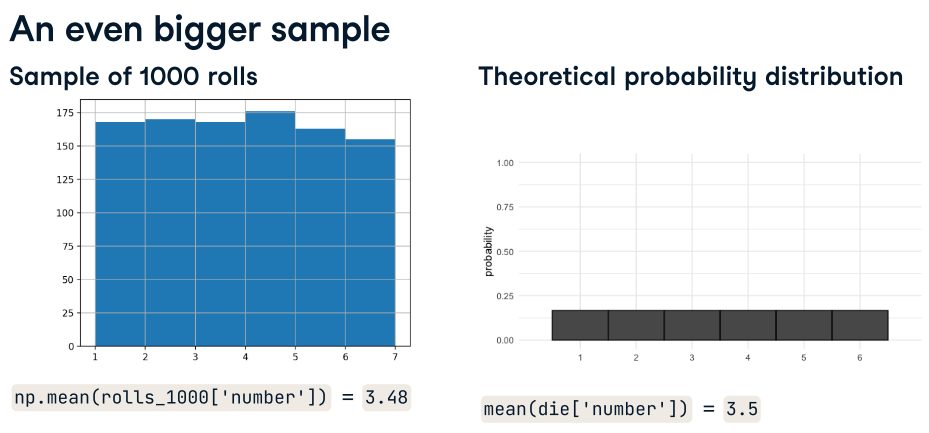 An even bigger sample
Sample of 1000 rolls
175
150
125
100
75
50
25
0
1 2 3 4 5 6 7
np.mean(rolls_1000['number']) = 3.48
Theoretical probability distribution
probability
1.00
0.75
0.50
0.25
0.00
1 2 3 4 5 6
mean(die['number']) = 3.5